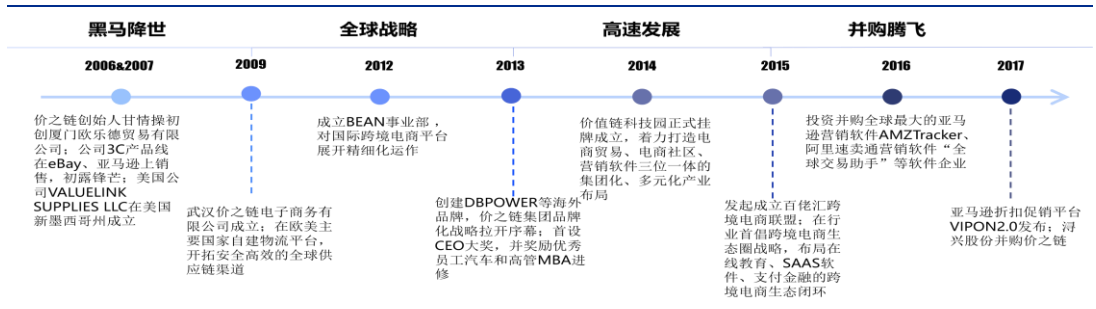 黑马降世
全球战略
高速发展
并购腾飞
2006&2007
2009
2012
2013
2014
2015
2016
2017
价之链创始人甘情操初
创厦门欧乐德贸易有限
公司；公司3C产品线
在eBay、亚马逊上销
售，初露锋芒；美国公
司VALUELINK
SUPPLIES LLC在美国
新墨西哥州成立
武汉价之链电子商务有
限公司成立；在欧美主
要国家自建物流平台，
开拓安全高效的全球供
应链渠道
成立BEAN事业部，
对国际跨境电商平台
展开精细化运作
创建DBPOWER等海外
品牌，价之链集团品牌
化战略拉开序幕；首设
CEO大奖，并奖励优秀
员工汽车和高管MBA进
修
价值链科技园正式挂
牌成立，着力打造电
商贸易、电商社区、
营销软件三位一体的
集团化、多元化产业
布局
发起成立百佬汇跨
境电商联盟；在行
业首倡跨境电商生
态圈战略，布局在
线教育、SAAS软
件、支付金融的跨
境电商生态闭环
投资并购全球最大的亚马
逊营销软件AMZTracker、
阿里速卖通营销软件“全
球交易助手”等软件企业
亚马逊折扣促销平台
VIPON2.0发布；浔
兴股份并购价之链